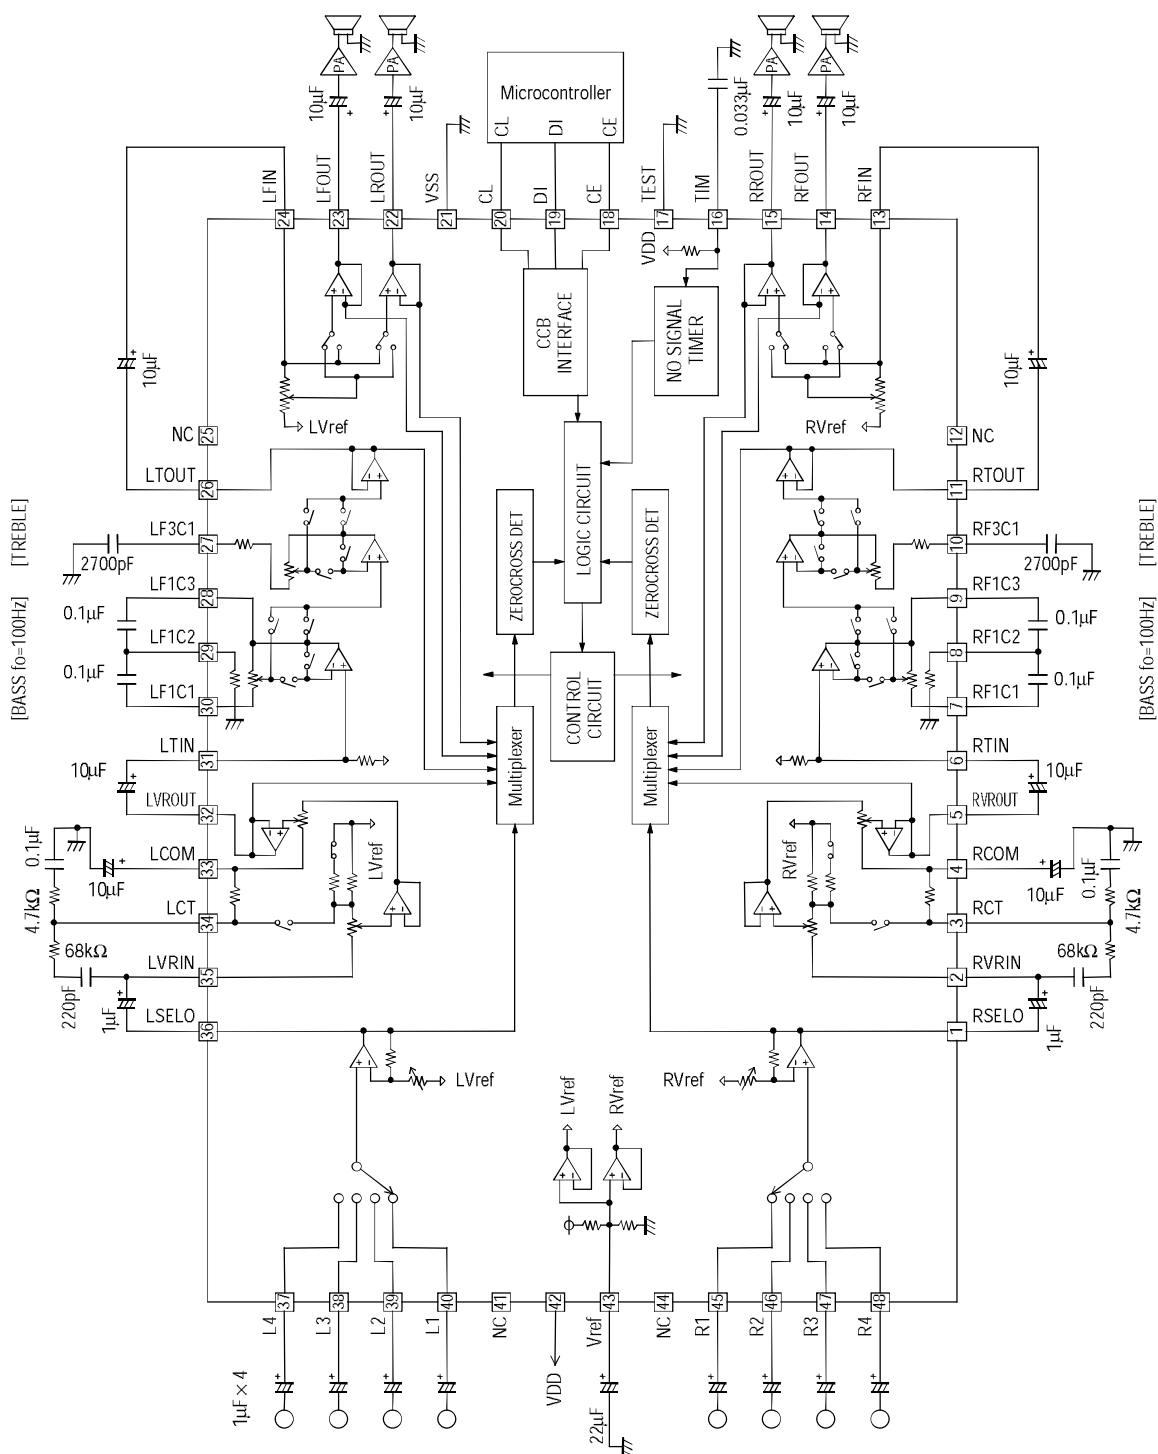 PA
PA
PA
PA
10µF
10µF
Microcontroller
CL
DI
CE
0.033µF
10µF
10µF
LFIN
LFOUT
LROUT
VSS
CL
DI
CE
TEST
TIM
RROUT
RFOUT
RFIN
24
23
22
21
20
19
18
17
16
15
14
13
VDD
CCB
INTERFACE
NO SIGNAL
TIMER
10µF
10µF
LVref
RVref
NC
25
12
NC
LTOUT
26
11
RTOUT
LOGIC CIRCUIT
ZEROCROSS DET
ZEROCROSS DET
[TREBLE]
LF3C1
27
2700pF
10
RF3C1
2700pF
[TREBLE]
LF1C3
28
9
RF1C3
0.1µF
0.1µF
LF1C2
29
8
RF1C2
0.1µF
0.1µF
LF1C1
30
7
RF1C1
[BASS fo=100Hz]
[BASS fo=100Hz]
CONTROL
CIRCUIT
Multiplexer
Multiplexer
LTIN
31
6
RTIN
10µF
10µF
LVROUT
32
5
RVROUT
0.1µF
LCOM
33
10µF
LVref
RVref
4
RCOM
10µF
0.1µF
4.7kΩ
LCT
34
3
RCT
4.7kΩ
68kΩ
LVRIN
35
2
RVRIN
68kΩ
220pF
1µF
LSELO
36
1
RSELO
1µF
220pF
LVref
RVref
LVref
RVref
37
38
39
40
41
42
43
44
45
46
47
48
L4
L3
L2
L1
NC
VDD
Vref
NC
R1
R2
R3
R4
1µF × 4
22µF